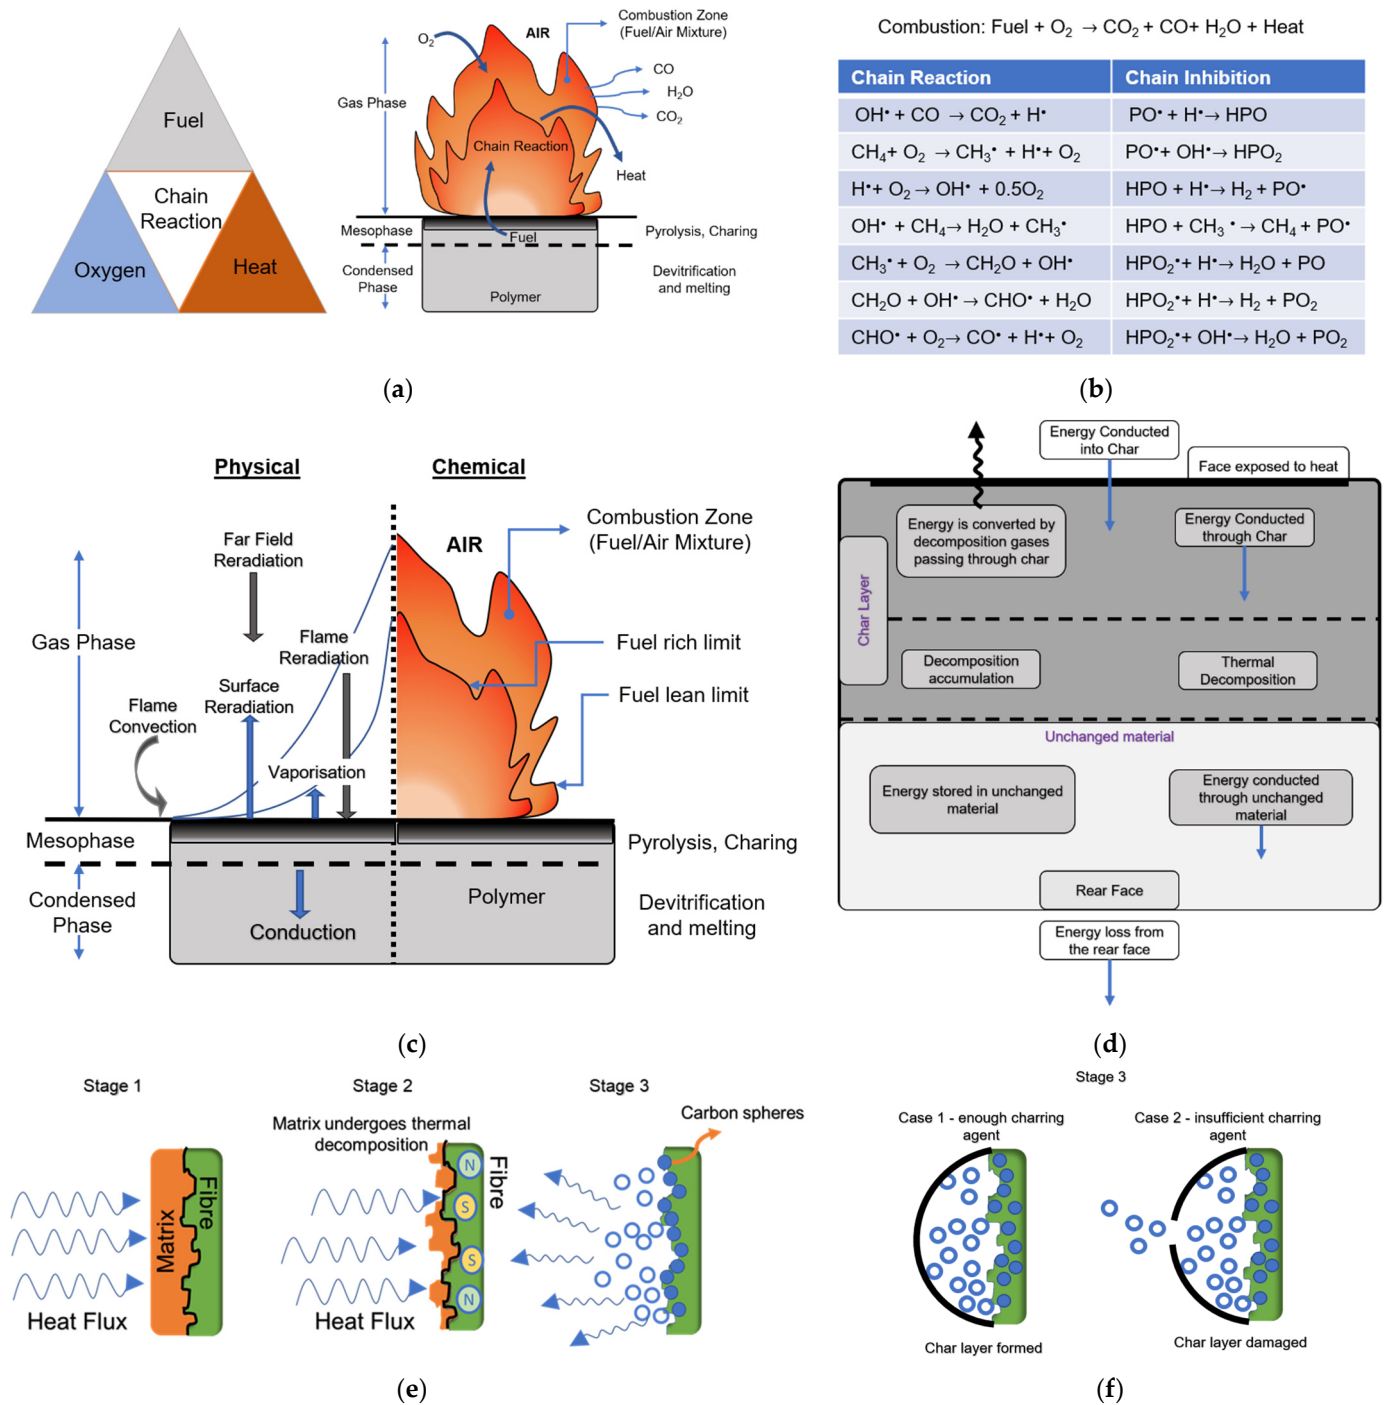 Fuel
Chain
Reaction
Oxygen
Heat
AIR
O2
Combustion Zone
(Fuel/Air Mixture)
CO
H2O
CO2
Gas Phase
Chain Reaction
Heat
Mesophase
Fuel
Pyrolysis, Charing
Condensed
Phase
Devitrification
and melting
Polymer
(a)
Combustion: Fuel + O2 → CO2 + CO+ H2O + Heat
Chain Reaction Chain Inhibition
OH• + CO → CO2 + H• PO• + H•→ HPO
CH4+ O2 → CH3• + H•+ O2 PO•+ OH•→ HPO2
H•+ O2→ OH• + 0.5O2 HPO + H•→ H2 + PO•
OH• + CH4→ H2O + CH3• HPO + CH3 •→ CH4 + PO•
CH3•+ O2 → CH2O + OH• HPO2•+ H•→ H2O + PO
CH2O + OH•→ CHO• + H2O HPO2•+ H•→ H2 + PO2
CHO•+ O2→ CO• + H•+ O2 HPO2•+ OH•→ H2O + PO2
(b)
Physical
Chemical
Far Field
Reradiation
AIR
Combustion Zone
(Fuel/Air Mixture)
Gas Phase
Flame
Reradiation
Fuel rich limit
Surface
Reradiation
Fuel lean limit
Flame
Convection
Vaporisation
Mesophase
Pyrolysis, Charing
Condensed
Phase
Polymer
Devitrification
and melting
Conduction
(c)
Energy Conducted
into Char
Face exposed to heat
Energy is converted by
decomposition gases
passing through char
Energy Conducted
through Char
Char Layer
Decomposition
accumulation
Thermal
Decomposition
Unchanged material
Energy stored in unchanged
material
Energy conducted
through unchanged
material
Rear Face
Energy loss from
the rear face
(d)
Stage 1
Matrix
Fibre
Heat Flux
Stage 2
Matrix undergoes thermal
decomposition
N
S
S
N
Fibre
Heat Flux
Stage 3
Carbon spheres
(e)
Stage 3
Case 1 - enough charring
agent
Case 2 - insufficient charring
agent
Char layer formed
Char layer damaged
(f)